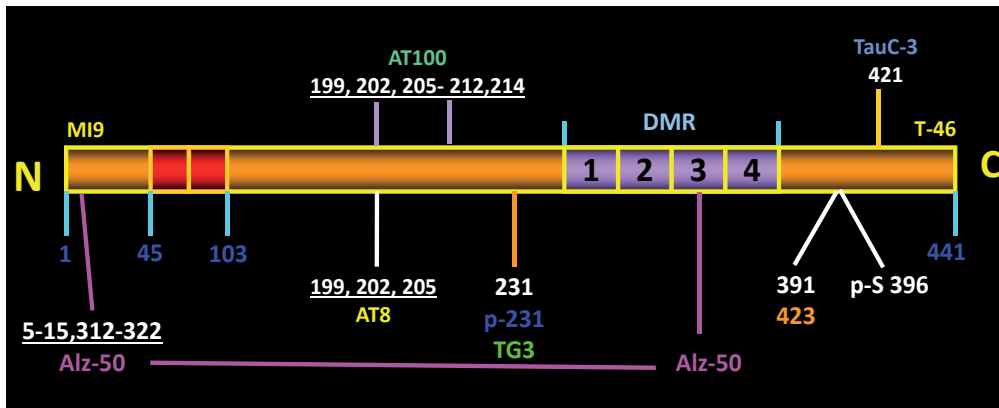 AT100
199, 202, 205- 212,214
TauC-3
421
MI9
DMR
T-46
N
1 2 3 4
C
1
45
103
441
199, 202, 205
AT8
231
p-231
TG3
391
423
p-S 396
5-15,312-322
Alz-50
Alz-50